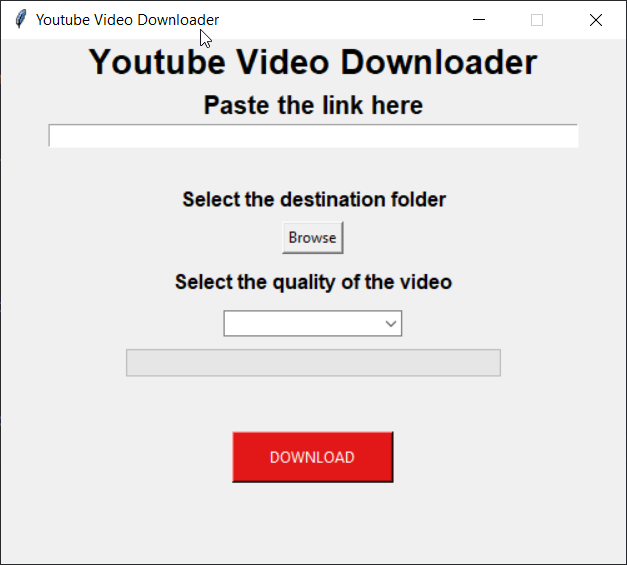 Youtube Video Downloader
Youtube Video Downloader
Paste the link here
Select the destination folder
Browse
Select the quality of the video
DOWNLOAD